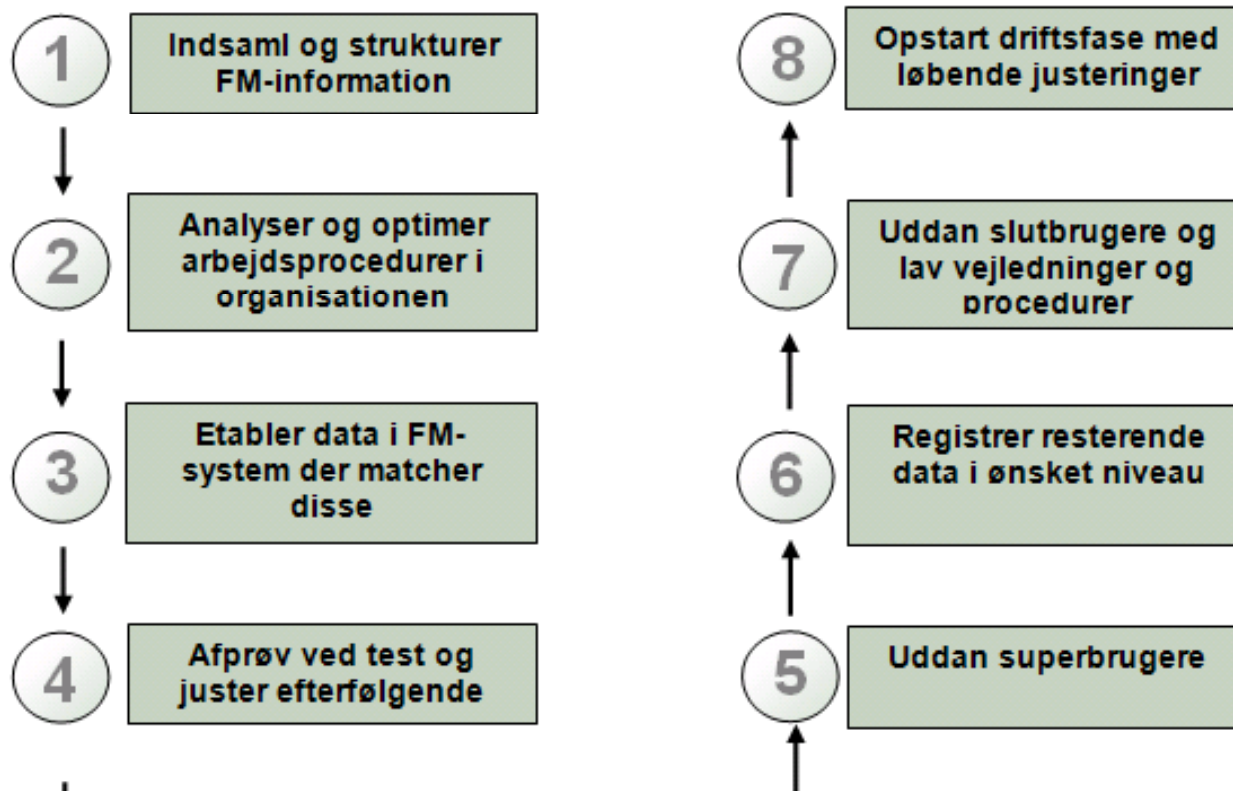 1
Indsaml og strukturer
FM-information
2
Analyser og optimer
arbejdsprocedurer i
organisationen
3
Etabler data i FM-
system der matcher
disse
4
Afprøv ved test og
juster efterfølgende
5
Uddan superbrugere
6
Registrer resterende
data i ønsket niveau
7
Uddan slutbrugere og
lav vejledninger og
procedurer
8
Opstart driftsfase med
løbende justeringer